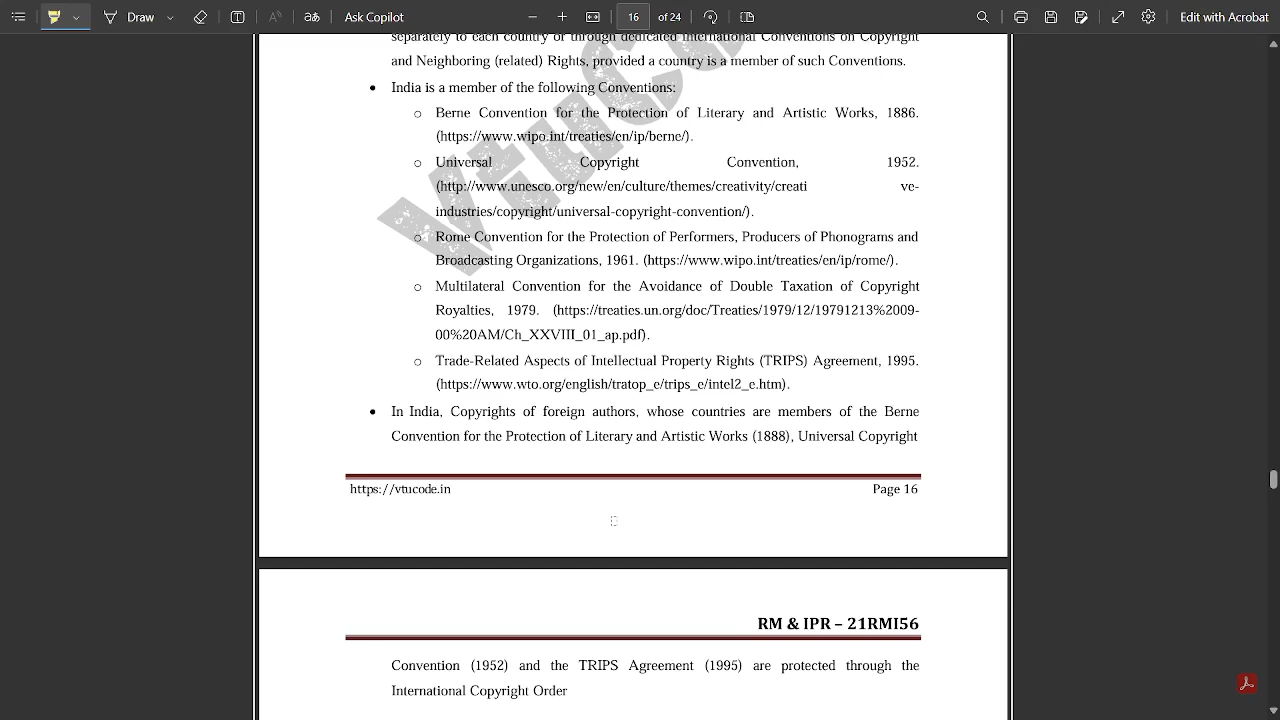 Draw
Ask Copilot
16
of 24
Edit with Acrobat
separately to each country or through dedicated International Conventions on Copyright
and Neighboring (related) Rights, provided a country is a member of such Conventions.
• India is a member of the following Conventions:
o Berne Convention for the Protection of Literary and Artistic Works, 1886.
(https://www.wipo.int/treaties/en/ip/berne/).
o Universal Copyright Convention, 1952.
(http://www.unesco.org/new/en/culture/themes/creativity/creati ve-
industries/copyright/universal-copyright-convention/).
o Rome Convention for the Protection of Performers, Producers of Phonograms and
Broadcasting Organizations, 1961. (https://www.wipo.int/treaties/en/ip/rome/).
o Multilateral Convention for the Avoidance of Double Taxation of Copyright
Royalties, 1979. (https://treaties.un.org/doc/Treaties/1979/12/19791213%2009-
00%20AM/Ch_XXVIII_01_ap.pdf).
o Trade-Related Aspects of Intellectual Property Rights (TRIPS) Agreement, 1995.
(https://www.wto.org/english/tratop_e/trips_e/intel2_e.htm).
• In India, Copyrights of foreign authors, whose countries are members of the Berne
Convention for the Protection of Literary and Artistic Works (1888), Universal Copyright
https://vtucode.in
Page 16
RM & IPR – 21RMI56
Convention (1952) and the TRIPS Agreement (1995) are protected through the
International Copyright Order